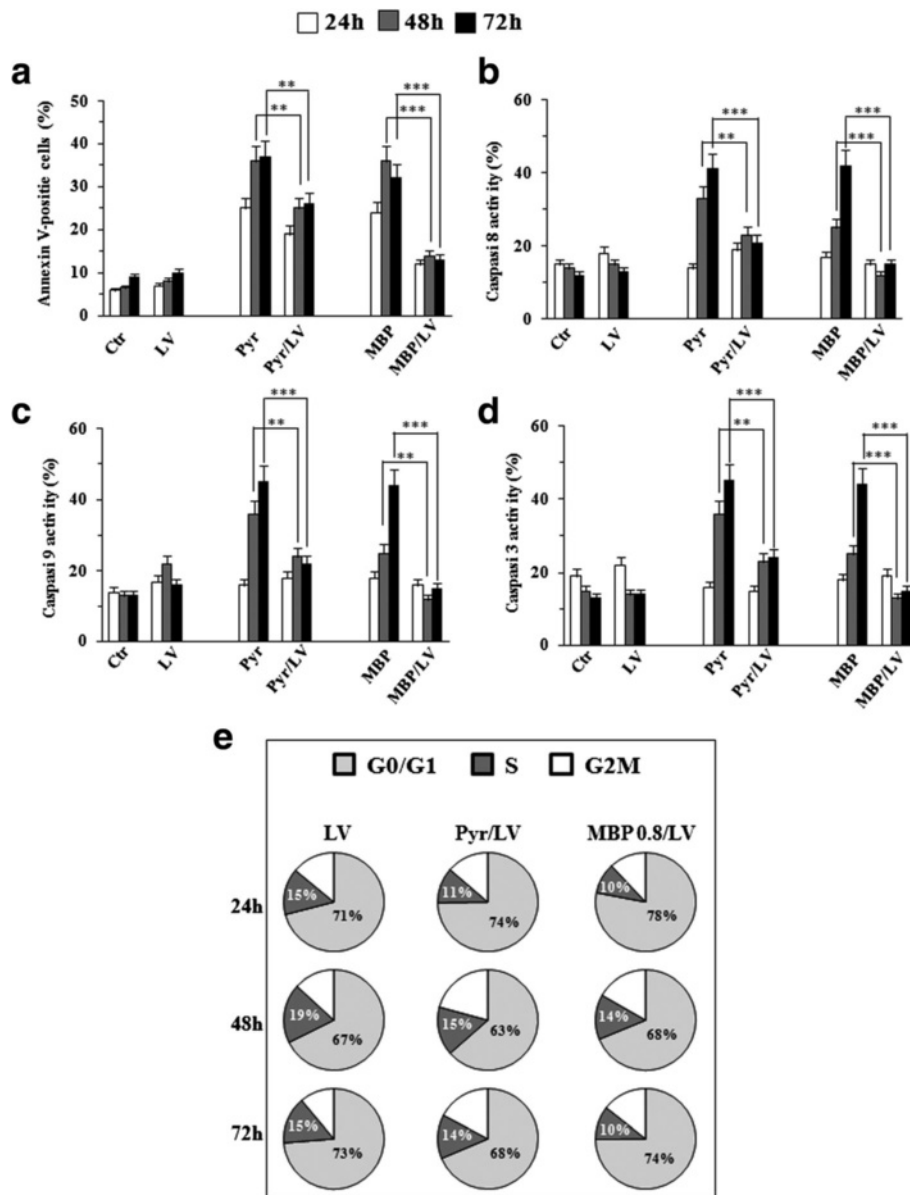 24h 48h 72h
a
Annexin V-positie cells (%)
50
40
30
20
10
0
** ** *** ***
Ctr LV Pyr Pyr/LV MBP MBP/LV
b
Caspasi 8 activity (%)
60
40
20
0
*** ** *** ***
Ctr LV Pyr Pyr/LV MBP MBP/LV
c
Caspasi 9 activity (%)
60
40
20
0
*** ** *** **
Ctr LV Pyr Pyr/LV MBP MBP/LV
d
Caspasi 3 activity (%)
60
40
20
0
*** ** *** ***
Ctr LV Pyr Pyr/LV MBP MBP/LV
e
G0/G1 S G2M
LV Pyr/LV MBP 0.8/LV
24h 15% 71% 11% 74% 10% 78%
48h 19% 67% 15% 63% 14% 68%
72h 15% 73% 14% 68% 10% 74%